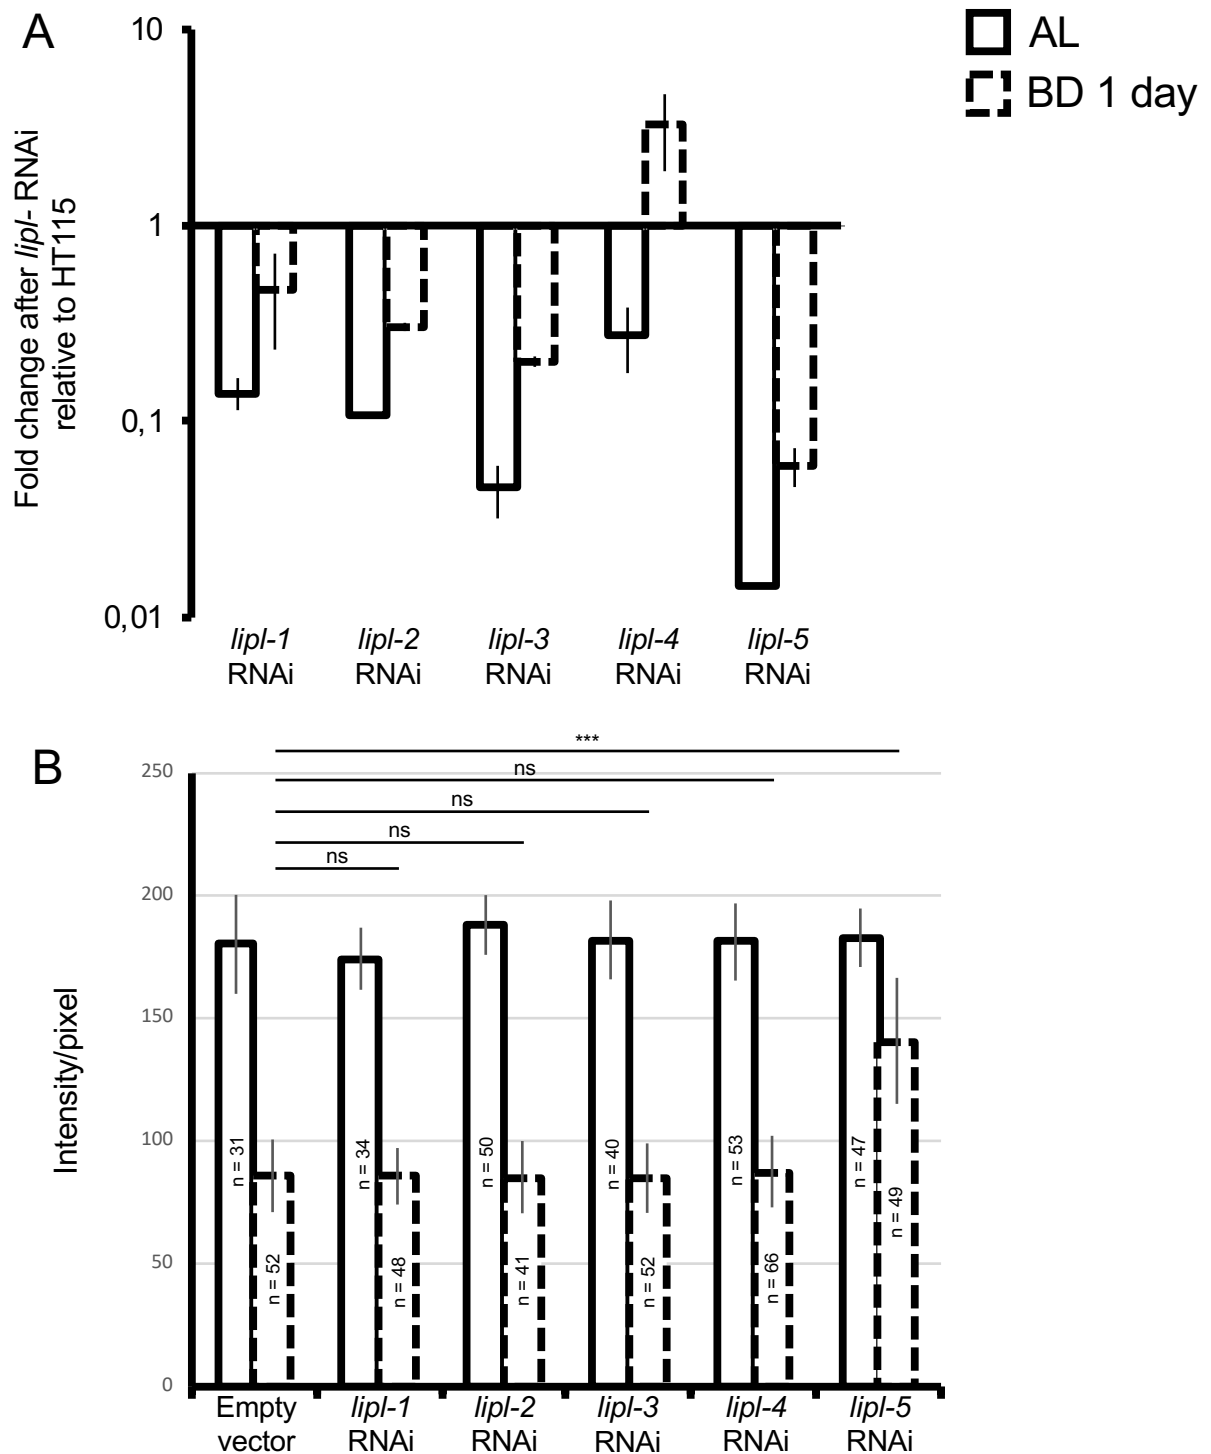 A
AL
BD 1 day
Fold change after lipl- RNAi
relative to HT115
10
1
0,1
0,01
lipl-1
RNAi
lipl-2
RNAi
lipl-3
RNAi
lipl-4
RNAi
lipl-5
RNAi
B
***
ns
ns
ns
ns
Intensity/pixel
250
200
150
100
50
0
n = 31
n = 52
n = 34
n = 48
n = 50
n = 41
n = 40
n = 52
n = 53
n = 66
n = 47
n = 49
Empty
vector
lipl-1
RNAi
lipl-2
RNAi
lipl-3
RNAi
lipl-4
RNAi
lipl-5
RNAi